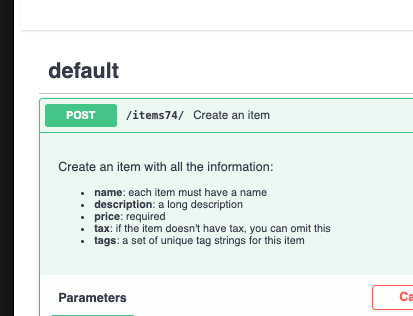 default
POST /items74/ Create an item
Create an item with all the information:
• name: each item must have a name
• description: a long description
• price: required
• tax: if the item doesn't have tax, you can omit this
• tags: a set of unique tag strings for this item
Parameters